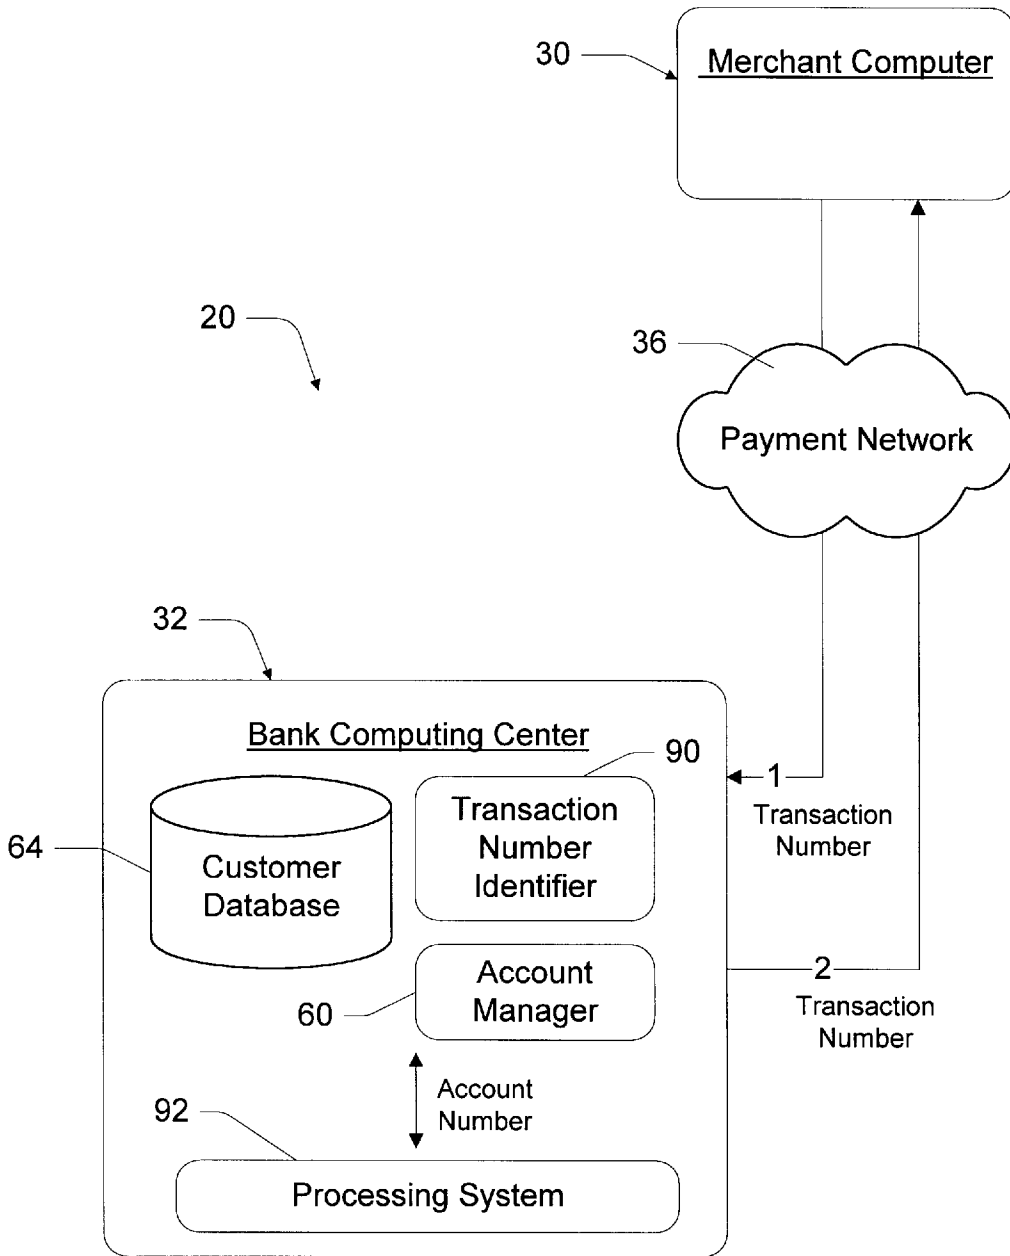 30
Merchant Computer
20
36
Payment Network
32
Bank Computing Center
90
1
Transaction
Number
64
Customer
Database
Transaction
Number
Identifier
60
Account
Manager
2
Transaction
Number
Account
Number
92
Processing System